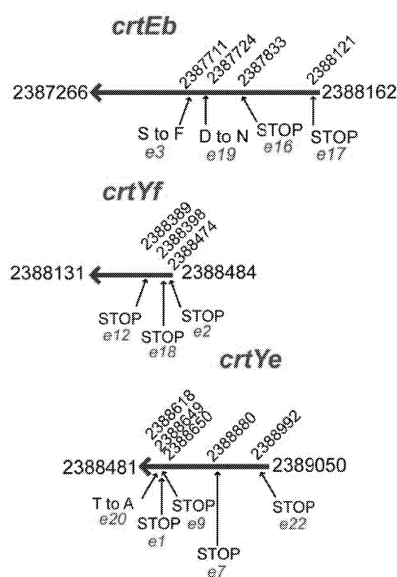 crtEb
2387711
2387724
2387833
2388121
2387266
2388162
S to F
e3
D to N
e19
STOP
e16
STOP
e17
crtYf
2388389
2388398
2388474
2388131
2388484
STOP
e12
STOP
e18
STOP
e2
crtYe
2388618
2388649
2388650
2388880
2388992
2388481
2389050
T to A
e20
STOP
e1
STOP
e9
STOP
e7
STOP
e22